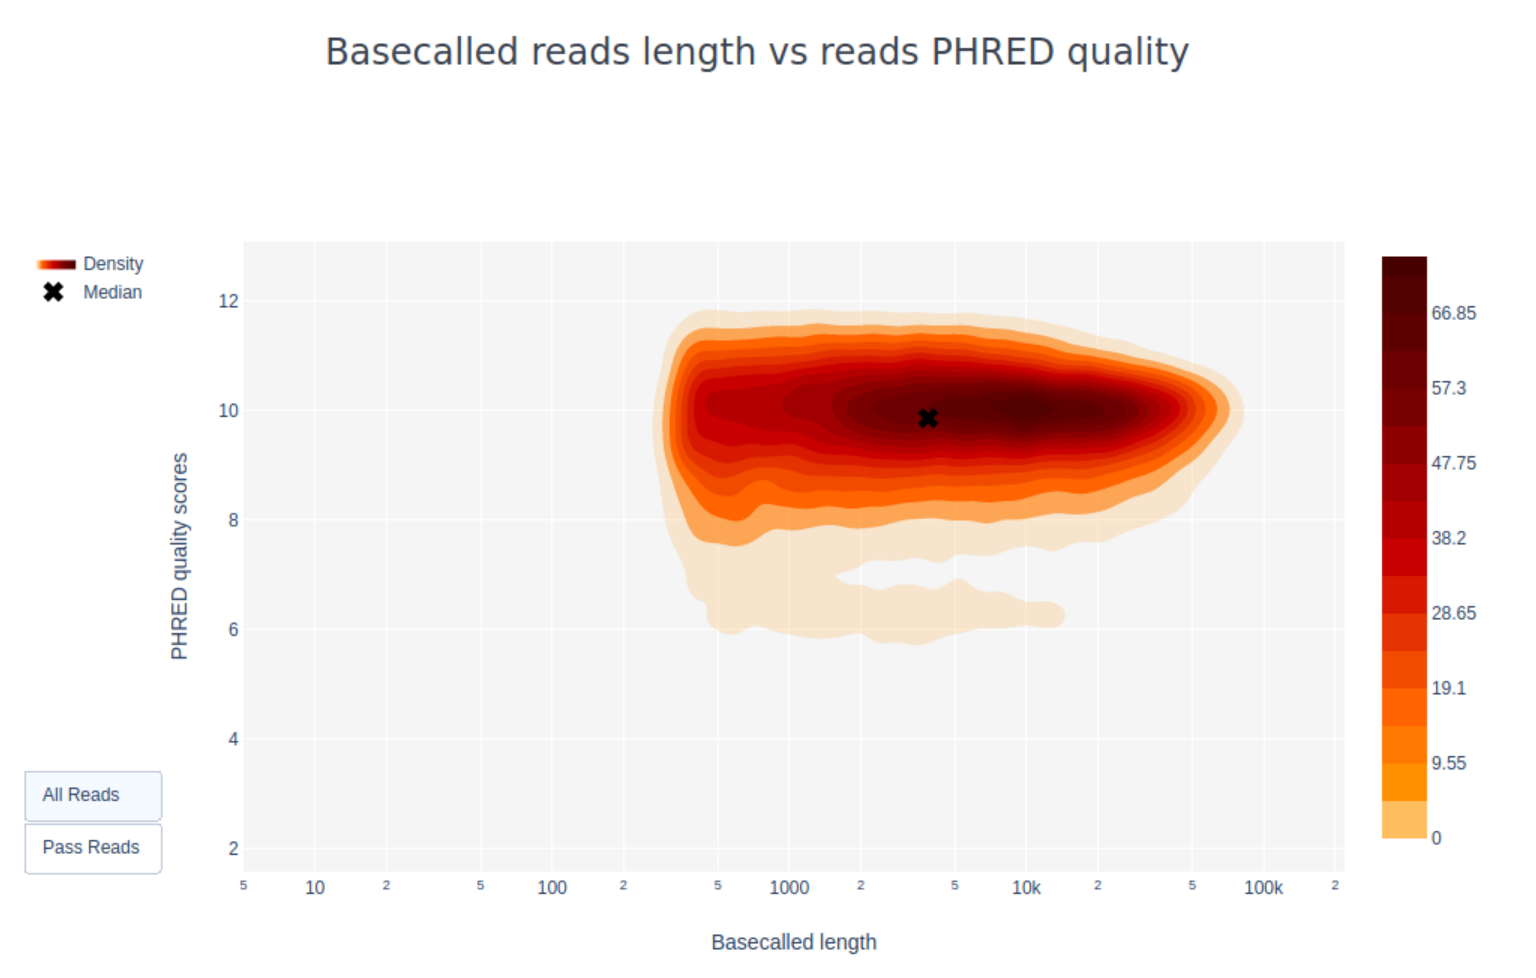 Basecalled reads length vs reads PHRED quality
Density
Median
PHRED quality scores
12
10
8
6
4
2
5 10 2 5 100 2 5 1000 2 5 10k 2 5 100k 2
Basecalled length
66.85
57.3
47.75
38.2
28.65
19.1
9.55
0
All Reads
Pass Reads